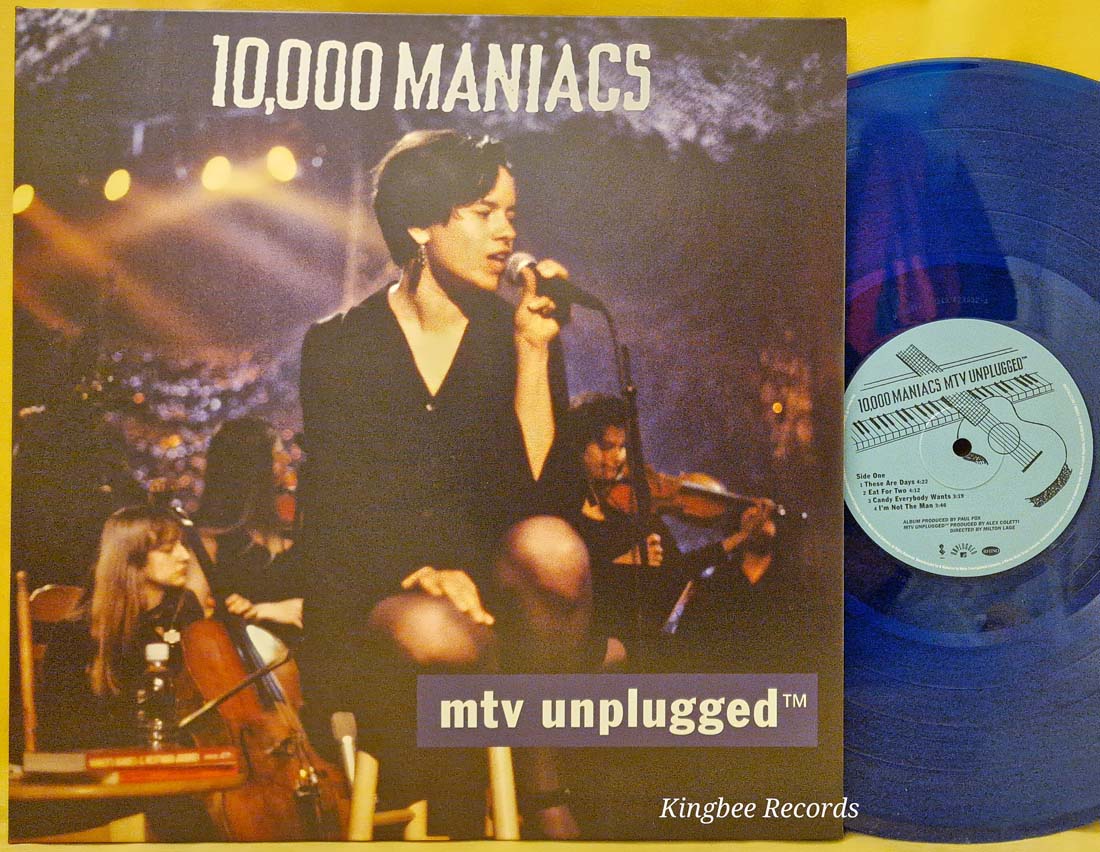 10,000 MANIACS
mtv unplugged™
10,000 MANIACS MTV UNPLUGGED™
Side One
1 These Are Days 4:22
2 Eat For Two 4:12
3 Candy Everybody Wants 3:19
4 I'm Not The Man 3:46
ALBUM PRODUCED BY PAUL FOX
MTV UNPLUGGED™ PRODUCED BY ALEX COLETTI
DIRECTED BY MILTON LAGE
UNPLUGGED
RHINO
Kingbee Records